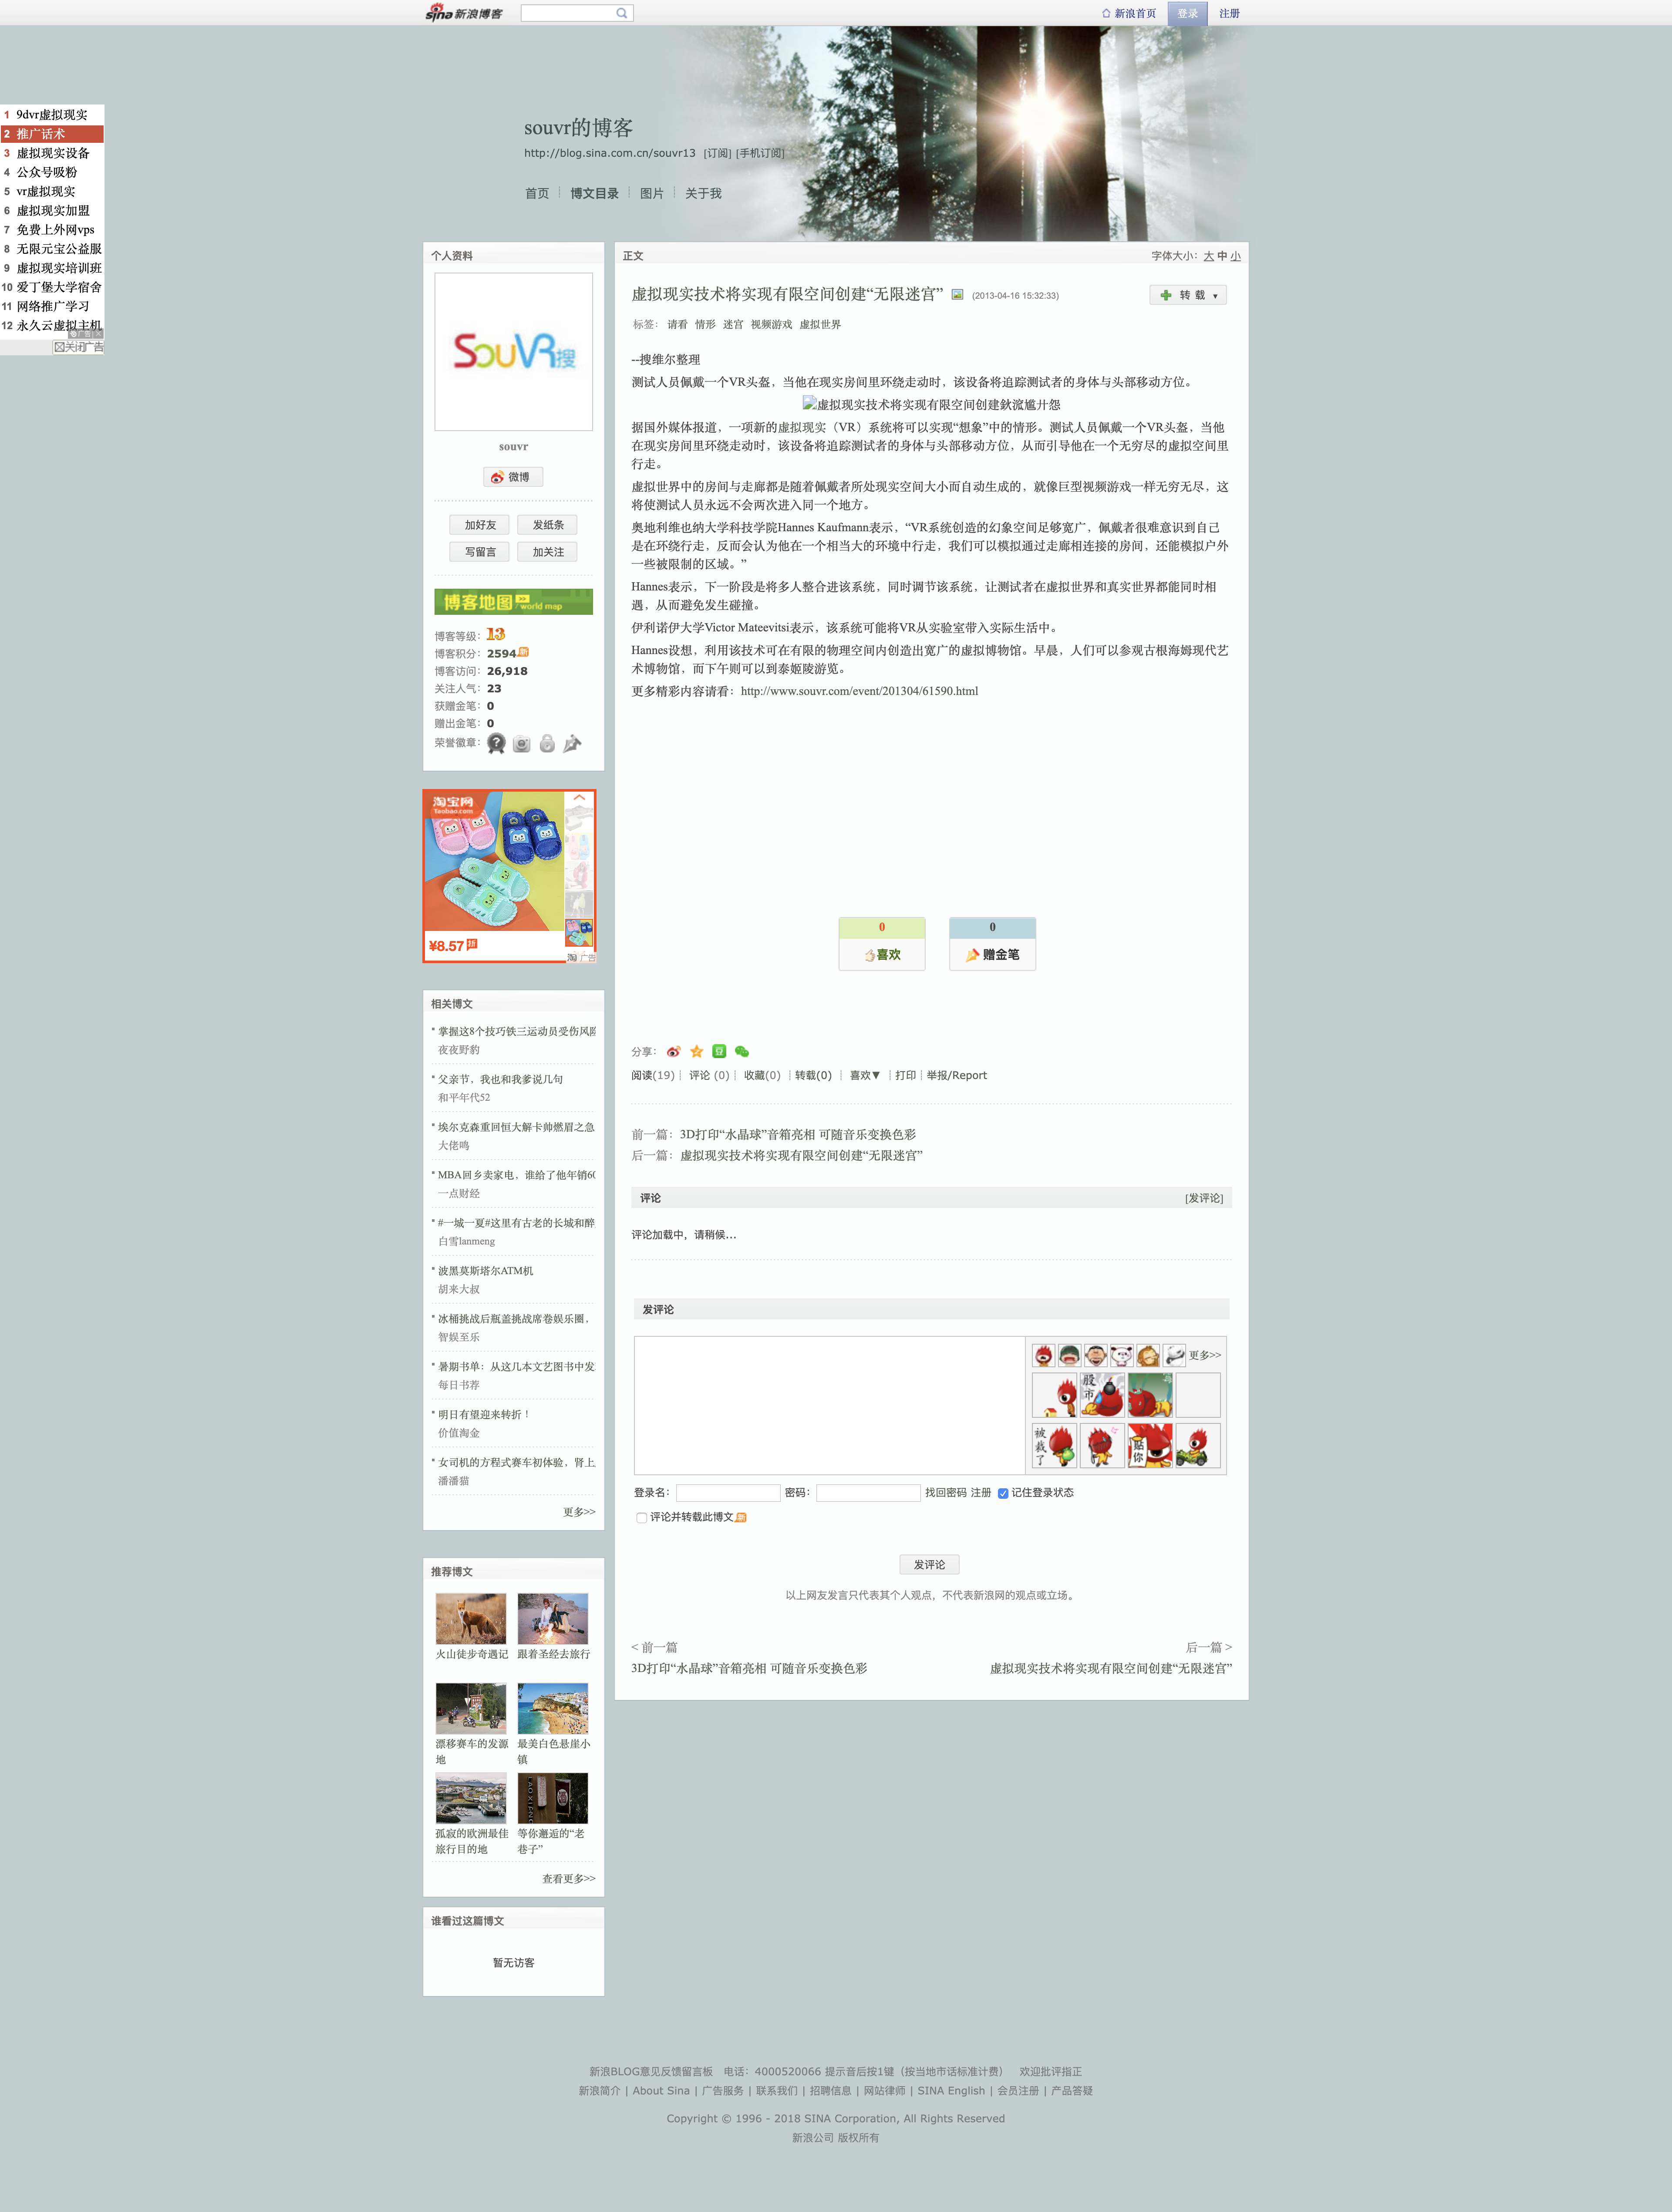 sina 新浪博客
新浪首页 登录 注册
souvr的博客
http://blog.sina.com.cn/souvr13 [订阅] [手机订阅]
首页 博文目录 图片 关于我
1 9dvr虚拟现实
2 推广话术
3 虚拟现实设备
4 公众号吸粉
5 vr虚拟现实
6 虚拟现实加盟
7 免费上外网vps
8 无限元宝公益服
9 虚拟现实培训班
10 爱丁堡大学宿舍
11 网络推广学习
12 永久云虚拟主机
关闭广告
个人资料
SouVR搜
souvr
微博
加好友 发纸条
写留言 加关注
博客地图 world map
博客等级：13
博客积分：2594 新
博客访问：26,918
关注人气：23
获赠金笔：0
赠出金笔：0
荣誉徽章：
淘宝网
Taobao.com
¥8.57 折
淘 广告
相关博文
掌握这8个技巧铁三运动员受伤风险
夜夜野豹
父亲节，我也和我爹说几句
和平年代52
埃尔克森重回恒大解卡帅燃眉之急
大佬鸣
MBA回乡卖家电，谁给了他年销60
一点财经
#一城一夏#这里有古老的长城和醉
白雪lanmeng
波黑莫斯塔尔ATM机
胡来大叔
冰桶挑战后瓶盖挑战席卷娱乐圈，
智娱至乐
暑期书单：从这几本文艺图书中发
每日书荐
明日有望迎来转折！
价值淘金
女司机的方程式赛车初体验，肾上
潘潘猫
更多>>
推荐博文
火山徒步奇遇记 跟着圣经去旅行
漂移赛车的发源地 最美白色悬崖小镇
孤寂的欧洲最佳旅行目的地 等你邂逅的“老巷子”
查看更多>>
谁看过这篇博文
暂无访客
正文 字体大小：大 中 小
虚拟现实技术将实现有限空间创建“无限迷宫” (2013-04-16 15:32:33)
转载▼
标签： 请看 情形 迷宫 视频游戏 虚拟世界
--搜维尔整理
测试人员佩戴一个VR头盔，当他在现实房间里环绕走动时，该设备将追踪测试者的身体与头部移动方位。
虚拟现实技术将实现有限空间创建
据国外媒体报道，一项新的虚拟现实（VR）系统将可以实现“想象”中的情形。测试人员佩戴一个VR头盔，当他
在现实房间里环绕走动时，该设备将追踪测试者的身体与头部移动方位，从而引导他在一个无穷尽的虚拟空间里
行走。
虚拟世界中的房间与走廊都是随着佩戴者所处现实空间大小而自动生成的，就像巨型视频游戏一样无穷无尽，这
将使测试人员永远不会两次进入同一个地方。
奥地利维也纳大学科技学院Hannes Kaufmann表示，“VR系统创造的幻象空间足够宽广，佩戴者很难意识到自己
是在环绕行走，反而会认为他在一个相当大的环境中行走，我们可以模拟通过走廊相连接的房间，还能模拟户外
一些被限制的区域。”
Hannes表示，下一阶段是将多人整合进该系统，同时调节该系统，让测试者在虚拟世界和真实世界都能同时相
遇，从而避免发生碰撞。
伊利诺伊大学Victor Mateevitsi表示，该系统可能将VR从实验室带入实际生活中。
Hannes设想，利用该技术可在有限的物理空间内创造出宽广的虚拟博物馆。早晨，人们可以参观古根海姆现代艺
术博物馆，而下午则可以到泰姬陵游览。
更多精彩内容请看：http://www.souvr.com/event/201304/61590.html
0 0
喜欢 赠金笔
分享：
阅读(19) 评论 (0) 收藏(0) 转载(0) 喜欢▼ 打印 举报/Report
前一篇：3D打印“水晶球”音箱亮相 可随音乐变换色彩
后一篇：虚拟现实技术将实现有限空间创建“无限迷宫”
评论 [发评论]
评论加载中，请稍候...
发评论
更多>>
股市
被裁了 贴你
登录名： 密码： 找回密码 注册 记住登录状态
评论并转载此博文 新
发评论
以上网友发言只代表其个人观点，不代表新浪网的观点或立场。
< 前一篇 后一篇 >
3D打印“水晶球”音箱亮相 可随音乐变换色彩 虚拟现实技术将实现有限空间创建“无限迷宫”
新浪BLOG意见反馈留言板 电话：4000520066 提示音后按1键（按当地市话标准计费） 欢迎批评指正
新浪简介 | About Sina | 广告服务 | 联系我们 | 招聘信息 | 网站律师 | SINA English | 会员注册 | 产品答疑
Copyright © 1996 - 2018 SINA Corporation, All Rights Reserved
新浪公司 版权所有